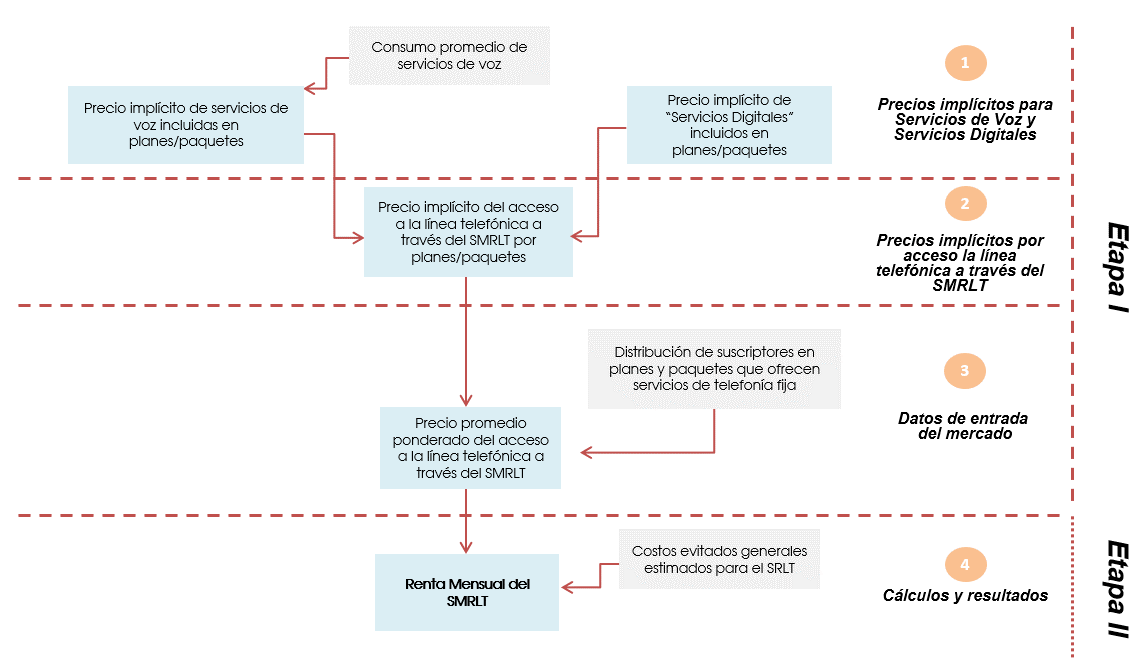 Consumo promedio de
servicios de voz
Precio implícito de servicios de
voz incluidas en
planes/paquetes
Precio implícito de
“Servicios Digitales”
incluidos en
planes/paquetes
1
Precios implícitos para
Servicios de Voz y
Servicios Digitales
Precio implícito del acceso
a la línea telefónica a
través del SMRLT por
planes/paquetes
2
Precios implícitos por
acceso la línea
telefónica a través del
SMRLT
Etapa I
Distribución de suscriptores en
planes y paquetes que ofrecen
servicios de telefonía fija
3
Datos de entrada
del mercado
Precio promedio
ponderado del acceso
a la línea telefónica a
través del SMRLT
Costos evitados generales
estimados para el SRLT
Renta Mensual del
SMRLT
4
Cálculos y resultados
Etapa II